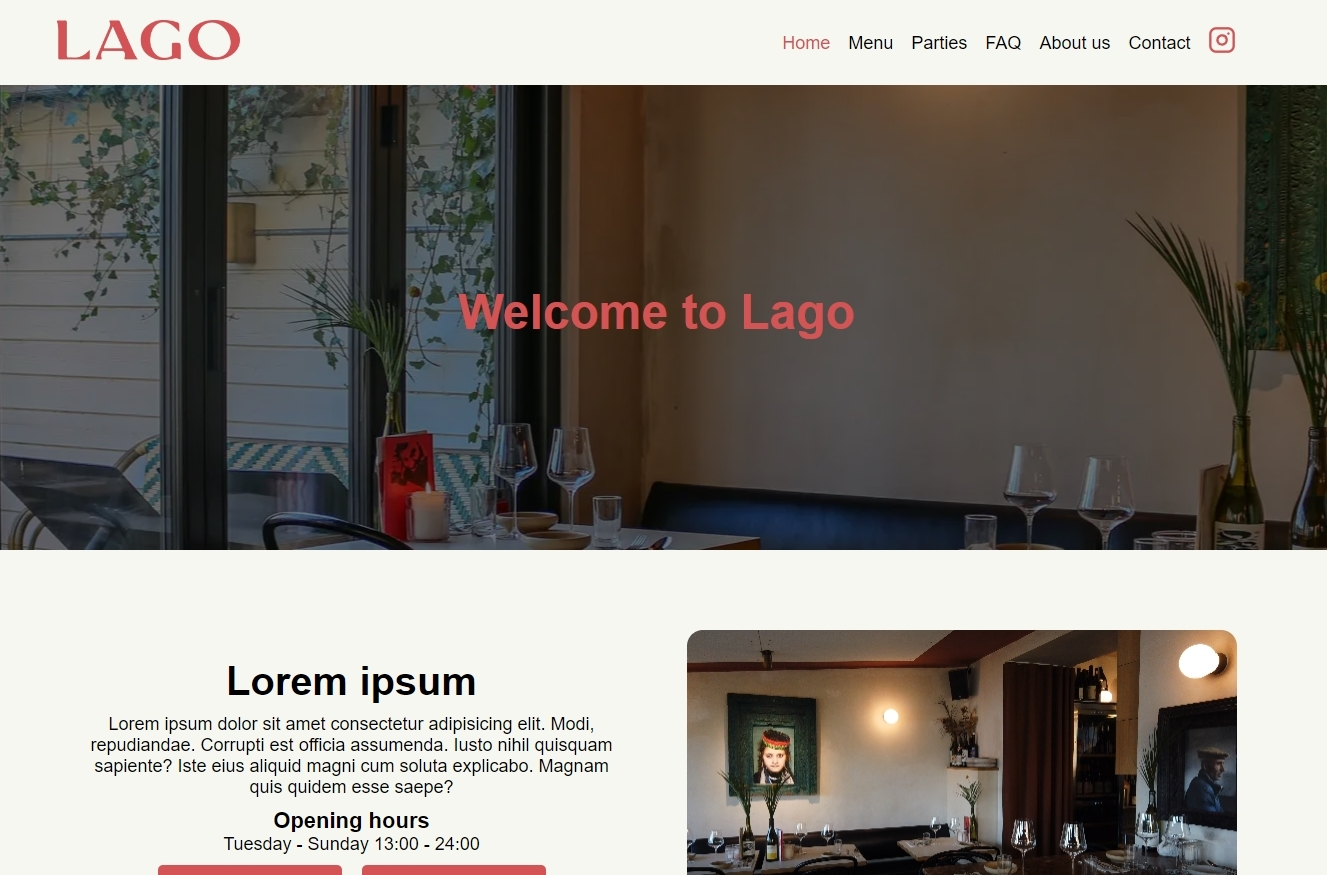 LAGO
Home Menu Parties FAQ About us Contact
Welcome to Lago
Lorem ipsum
Lorem ipsum dolor sit amet consectetur adipisicing elit. Modi,
repudiandae. Corrupti est officia assumenda. Iusto nihil quisquam
sapiente? Iste eius aliquid magni cum soluta explicabo. Magnam
quis quidem esse saepe?
Opening hours
Tuesday - Sunday 13:00 - 24:00